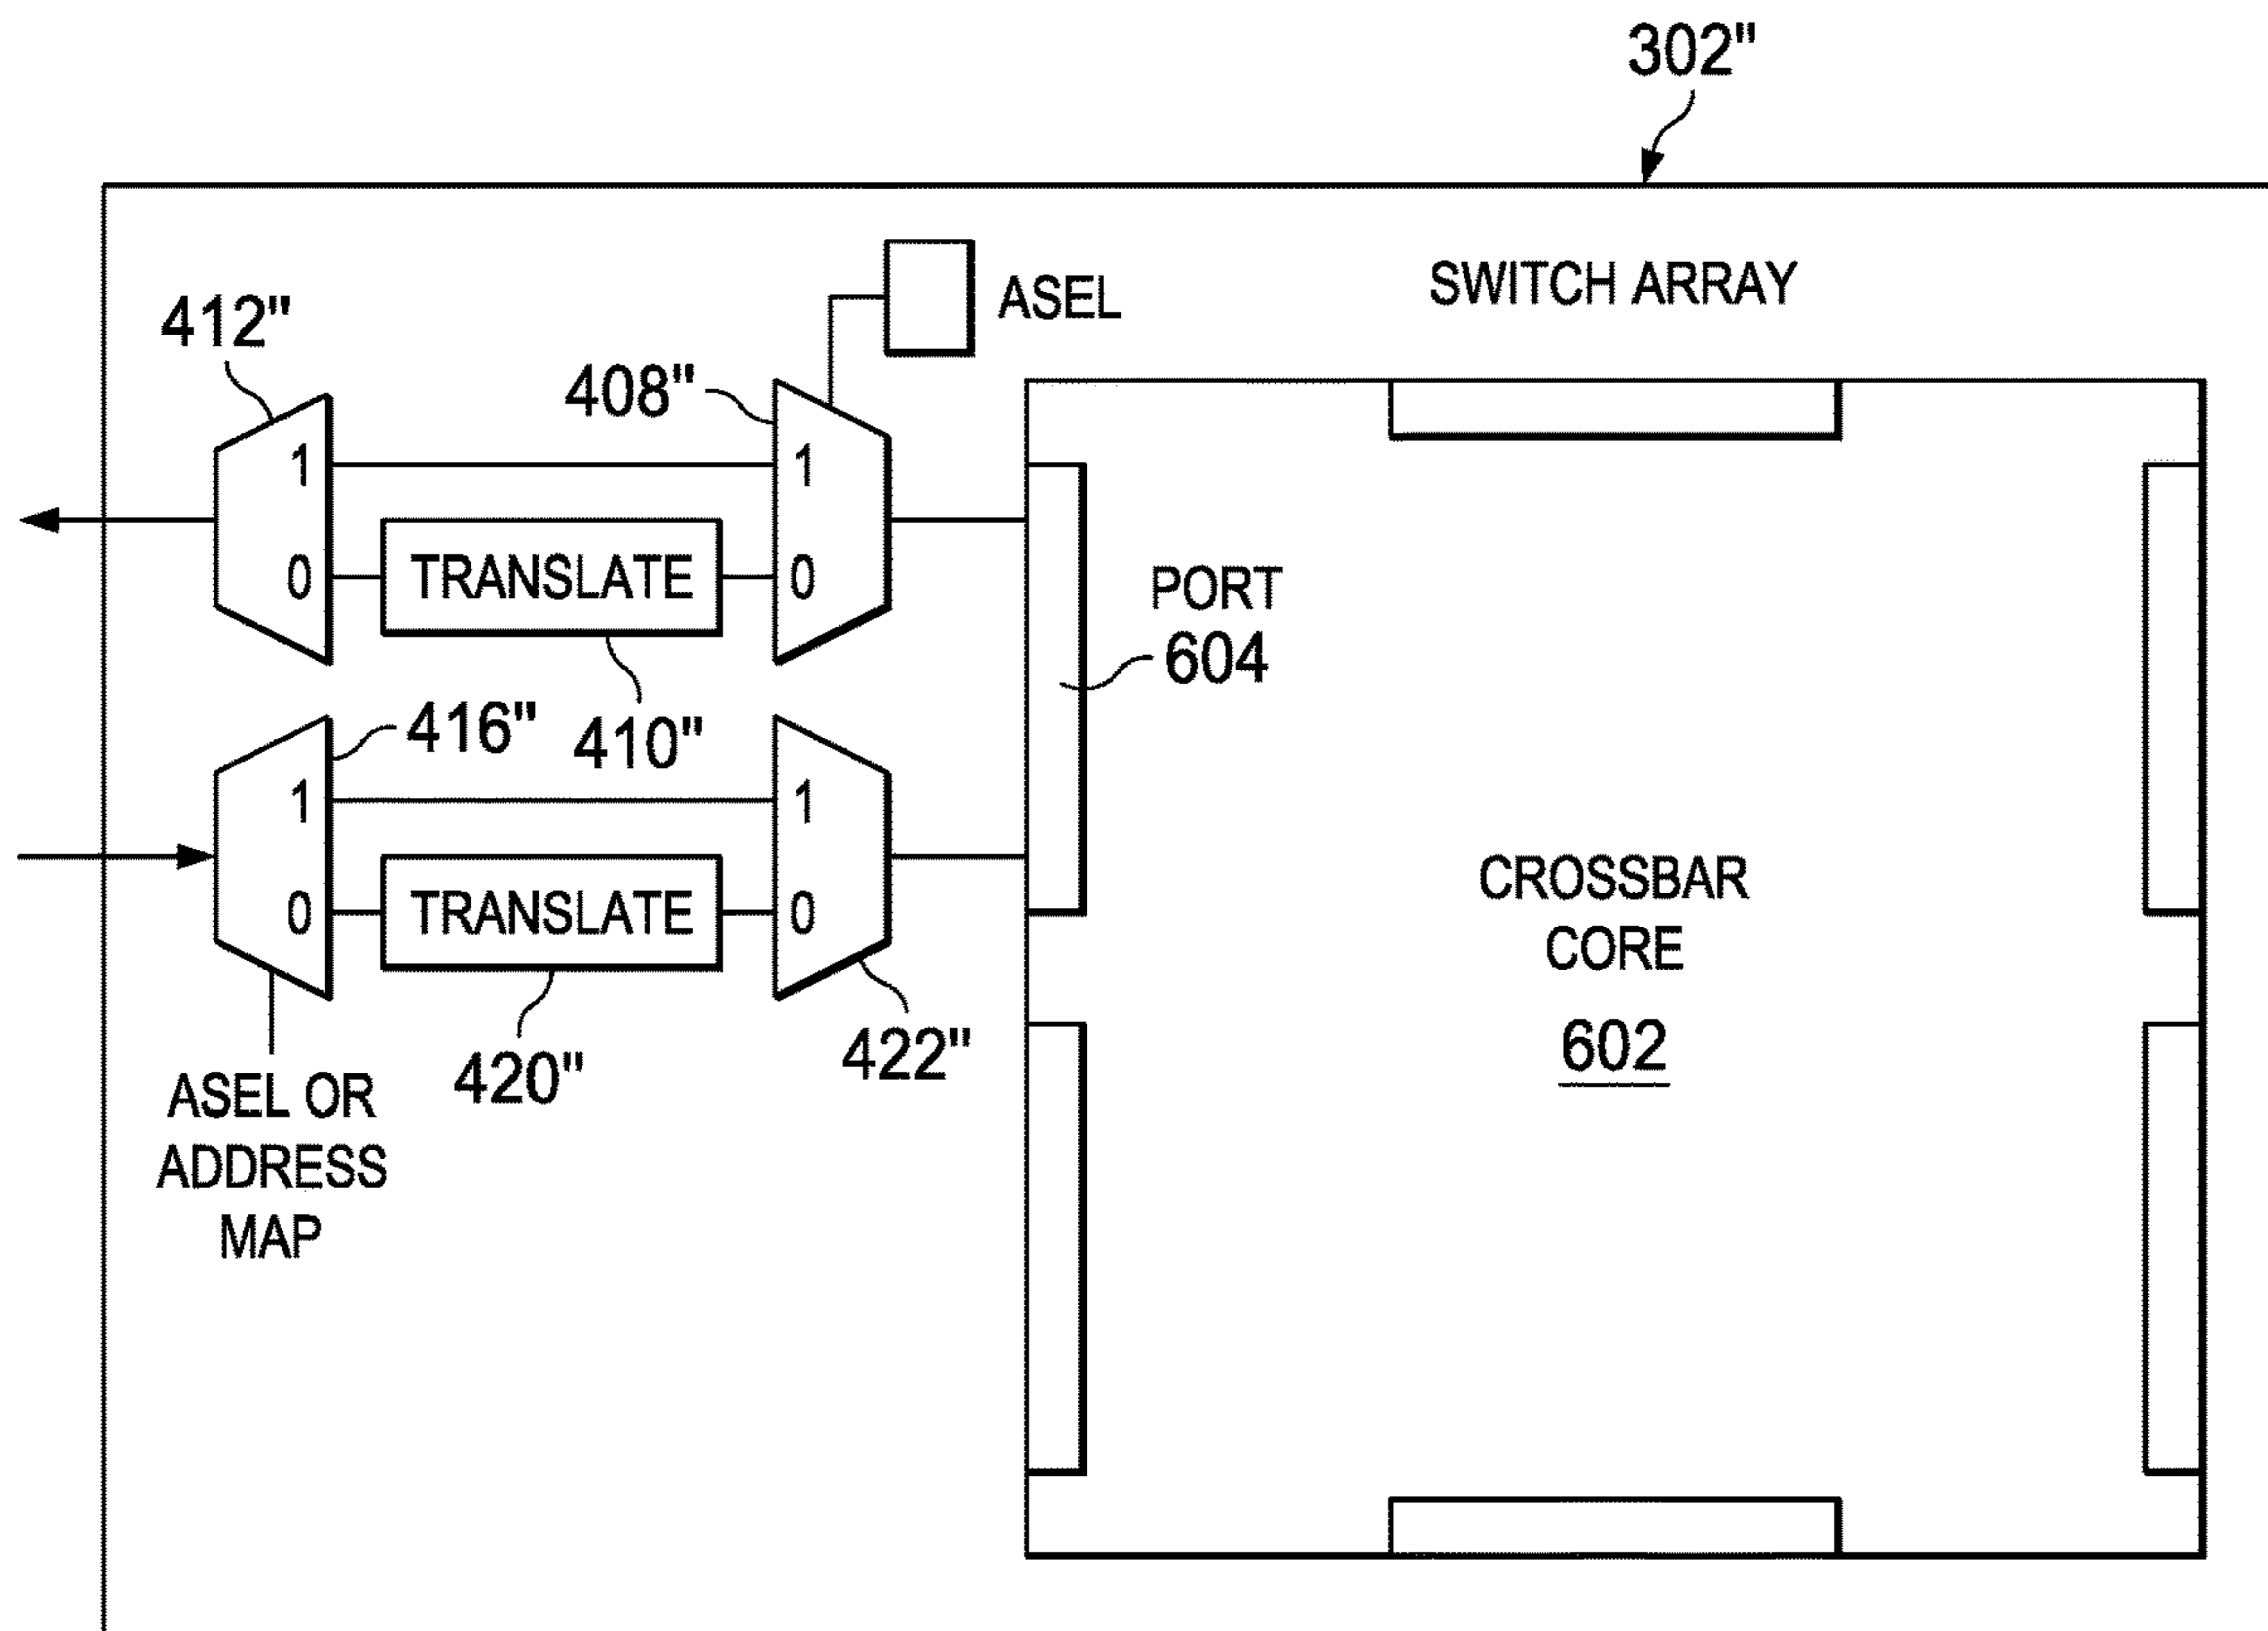 302"
SWITCH ARRAY
ASEL
412"
408"
1
1
0
TRANSLATE
0
410"
PORT
604
416"
1
1
0
TRANSLATE
0
420"
422"
ASEL OR
ADDRESS
MAP
CROSSBAR
CORE
602